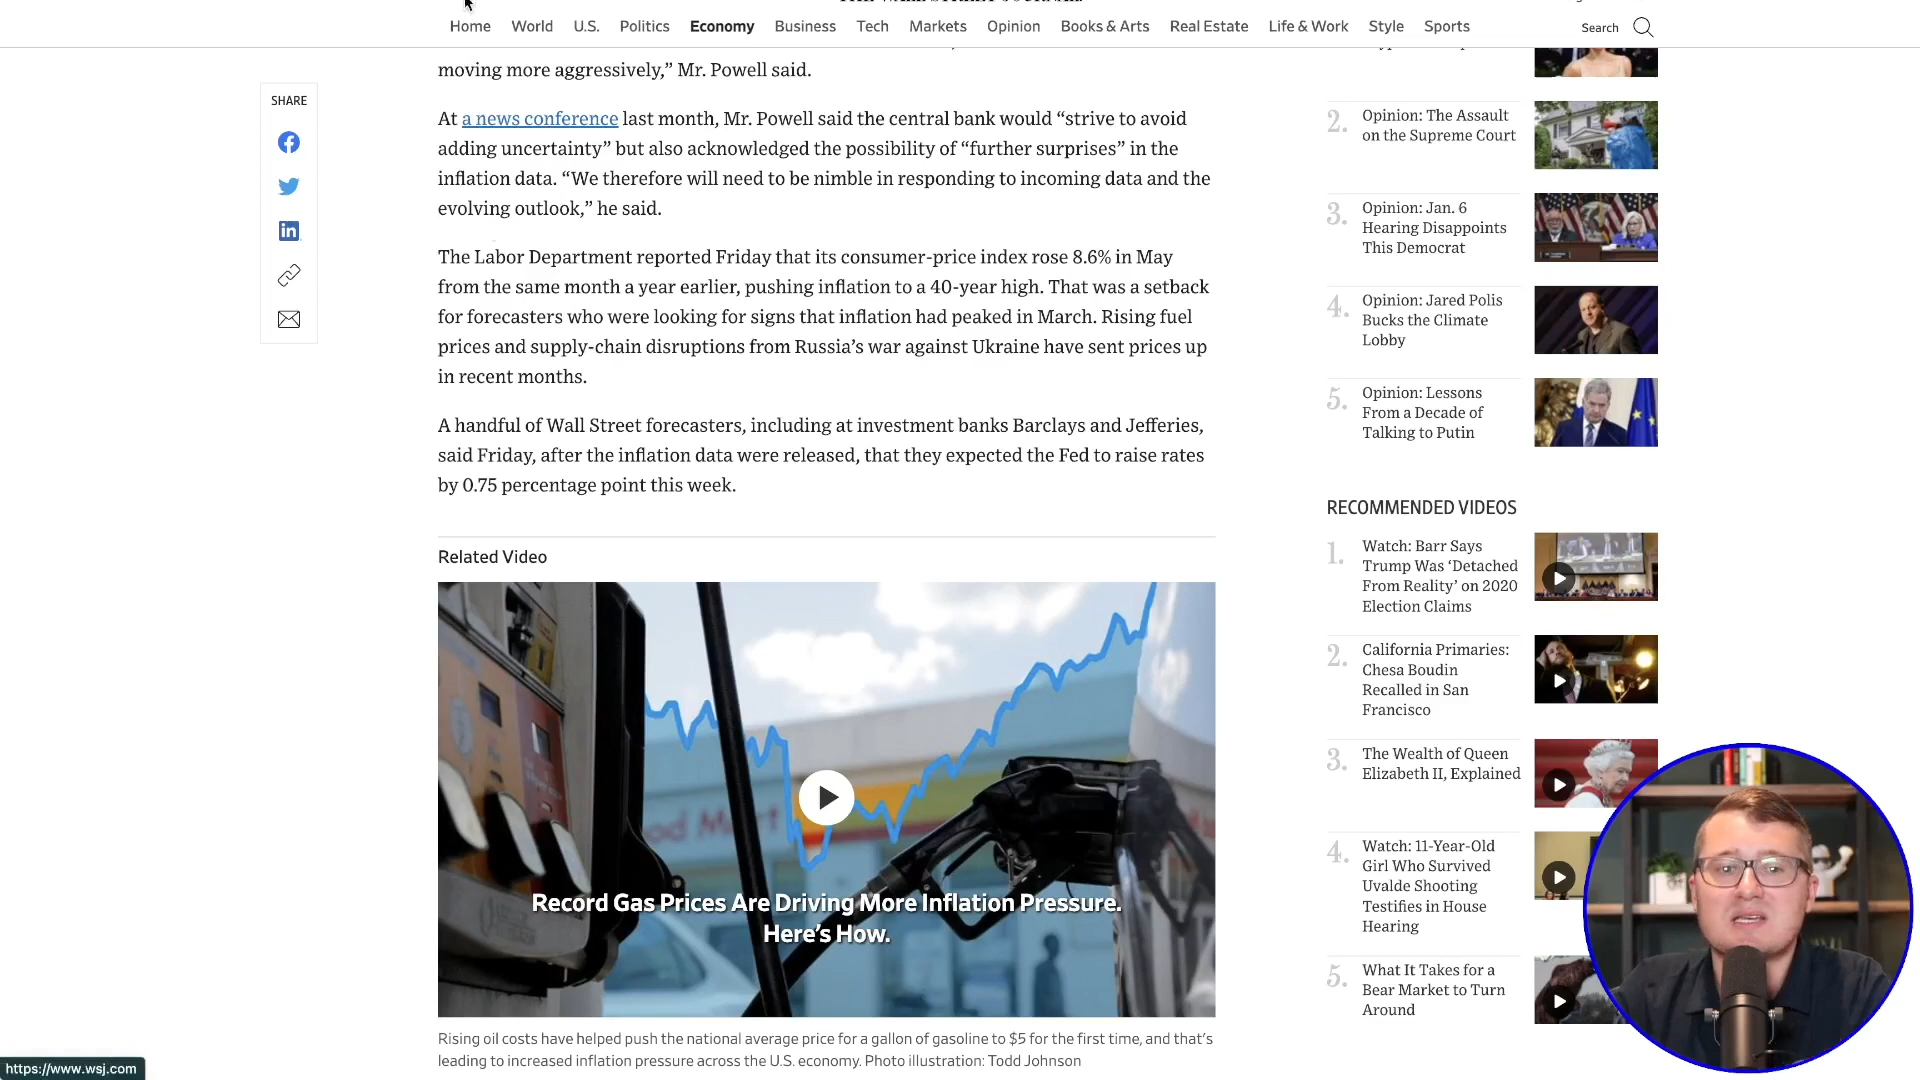 Home World U.S. Politics Economy Business Tech Markets Opinion Books & Arts Real Estate Life & Work Style Sports Search
SHARE
moving more aggressively,” Mr. Powell said.
At a news conference last month, Mr. Powell said the central bank would “strive to avoid
adding uncertainty” but also acknowledged the possibility of “further surprises” in the
inflation data. “We therefore will need to be nimble in responding to incoming data and the
evolving outlook,” he said.
The Labor Department reported Friday that its consumer-price index rose 8.6% in May
from the same month a year earlier, pushing inflation to a 40-year high. That was a setback
for forecasters who were looking for signs that inflation had peaked in March. Rising fuel
prices and supply-chain disruptions from Russia’s war against Ukraine have sent prices up
in recent months.
A handful of Wall Street forecasters, including at investment banks Barclays and Jefferies,
said Friday, after the inflation data were released, that they expected the Fed to raise rates
by 0.75 percentage point this week.
Related Video
Record Gas Prices Are Driving More Inflation Pressure.
Here’s How.
Rising oil costs have helped push the national average price for a gallon of gasoline to $5 for the first time, and that’s
leading to increased inflation pressure across the U.S. economy. Photo illustration: Todd Johnson
2. Opinion: The Assault
on the Supreme Court
3. Opinion: Jan. 6
Hearing Disappoints
This Democrat
4. Opinion: Jared Polis
Bucks the Climate
Lobby
5. Opinion: Lessons
From a Decade of
Talking to Putin
RECOMMENDED VIDEOS
1. Watch: Barr Says
Trump Was ‘Detached
From Reality’ on 2020
Election Claims
2. California Primaries:
Chesa Boudin
Recalled in San
Francisco
3. The Wealth of Queen
Elizabeth II, Explained
4. Watch: 11-Year-Old
Girl Who Survived
Uvalde Shooting
Testifies in House
Hearing
5. What It Takes for a
Bear Market to Turn
Around
https://www.wsj.com